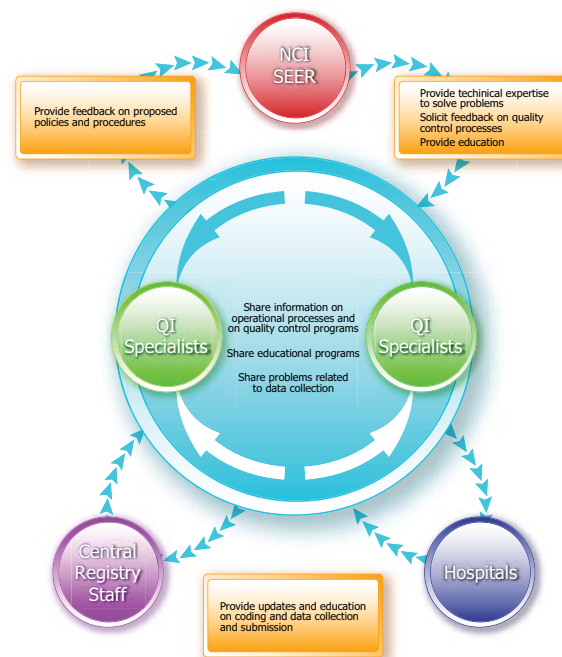 NCI
SEER
Provide feedback on proposed
policies and procedures
Provide techinical expertise
to solve problems
Solicit feedback on quality
control processes
Provide education
QI
Specialists
Share information on
operational processes and
on quality control programs
Share educational programs
Share problems related
to data collection
QI
Specialists
Central
Registry
Staff
Hospitals
Provide updates and education
on coding and data collection
and submission